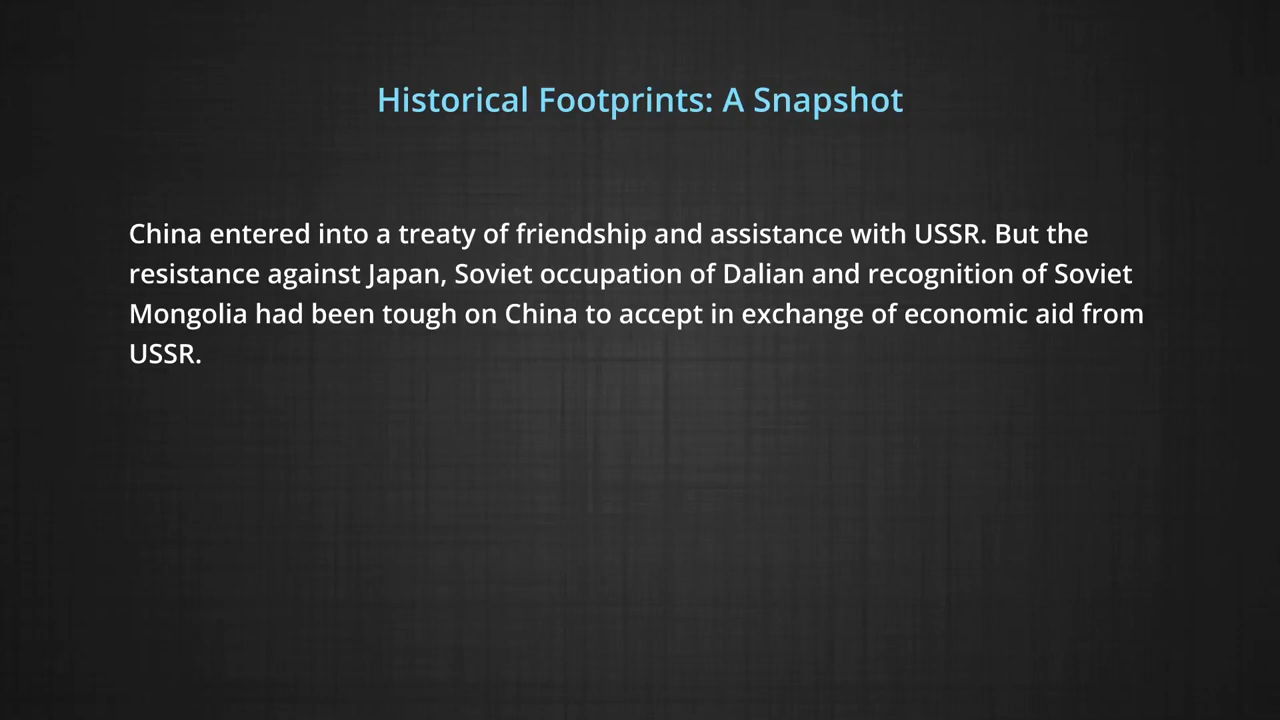 Historical Footprints: A Snapshot
China entered into a treaty of friendship and assistance with USSR. But the
resistance against Japan, Soviet occupation of Dalian and recognition of Soviet
Mongolia had been tough on China to accept in exchange of economic aid from
USSR.